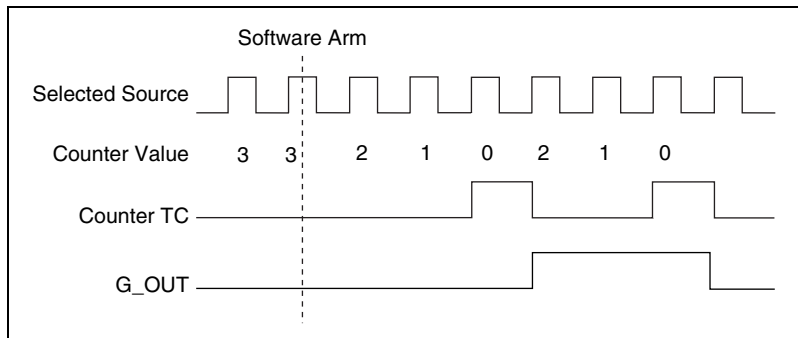 Software Arm
Selected Source
Counter Value 3 3 2 1 0 2 1 0
Counter TC
G_OUT